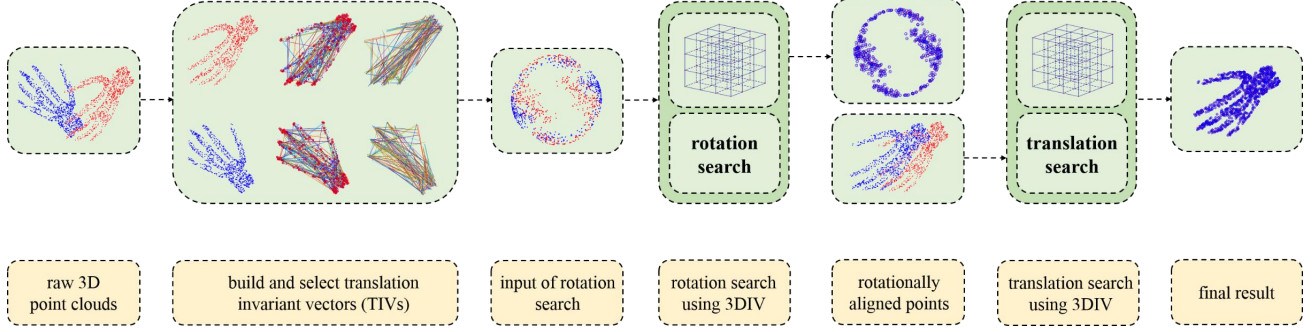 rotation
search
translation
search
raw 3D
point clouds
build and select translation
invariant vectors (TIVs)
input of rotation
search
rotation search
using 3DIV
rotationally
aligned points
translation search
using 3DIV
final result